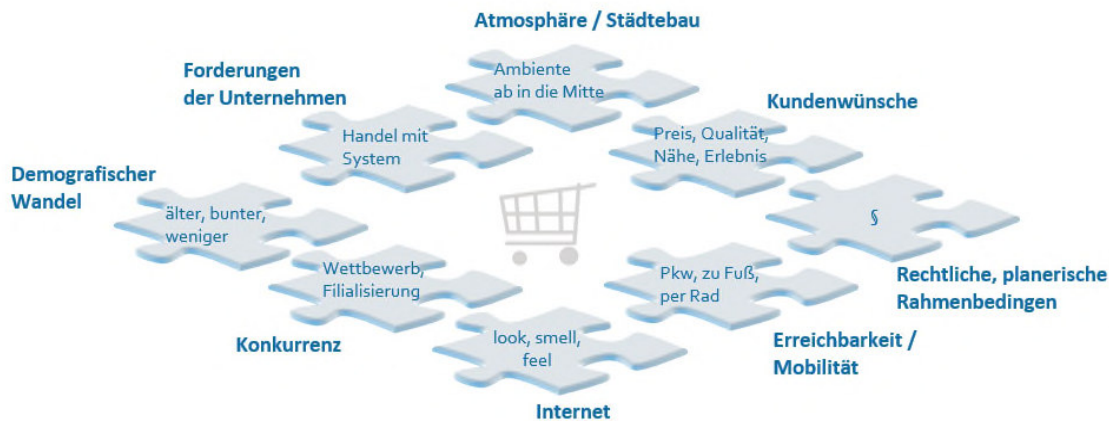 Atmosphäre / Städtebau
Ambiente
ab in die Mitte
Forderungen
der Unternehmen
Handel mit
System
Kundenwünsche
Preis, Qualität,
Nähe, Erlebnis
Demografischer
Wandel
älter, bunter,
weniger
§
Rechtliche, planerische
Rahmenbedingen
Wettbewerb,
Filialisierung
Konkurrenz
Pkw, zu Fuß,
per Rad
Erreichbarkeit /
Mobilität
look, smell,
feel
Internet